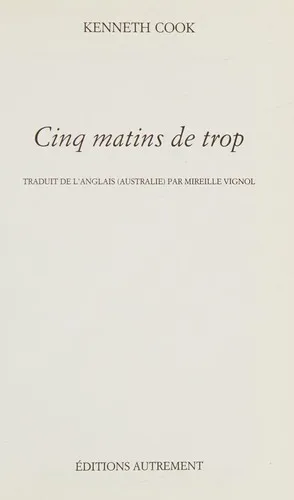 KENNETH COOK
Cinq matins de trop
TRADUIT DE L'ANGLAIS (AUSTRALIE) PAR MIREILLE VIGNOL
ÉDITIONS AUTREMENT